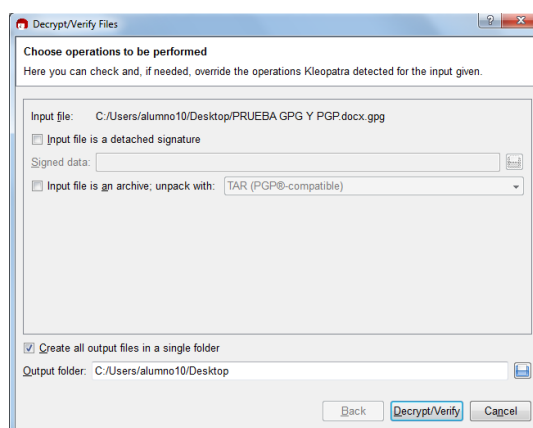 Decrypt/Verify Files
Choose operations to be performed
Here you can check and, if needed, override the operations Kleopatra detected for the input given.
Input file: C:/Users/alumno10/Desktop/PRUEBA GPG Y PGP.docx.gpg
Input file is a detached signature
Signed data:
Input file is an archive; unpack with: TAR (PGP®-compatible)
Create all output files in a single folder
Output folder: C:/Users/alumno10/Desktop
Back Decrypt/Verify Cancel